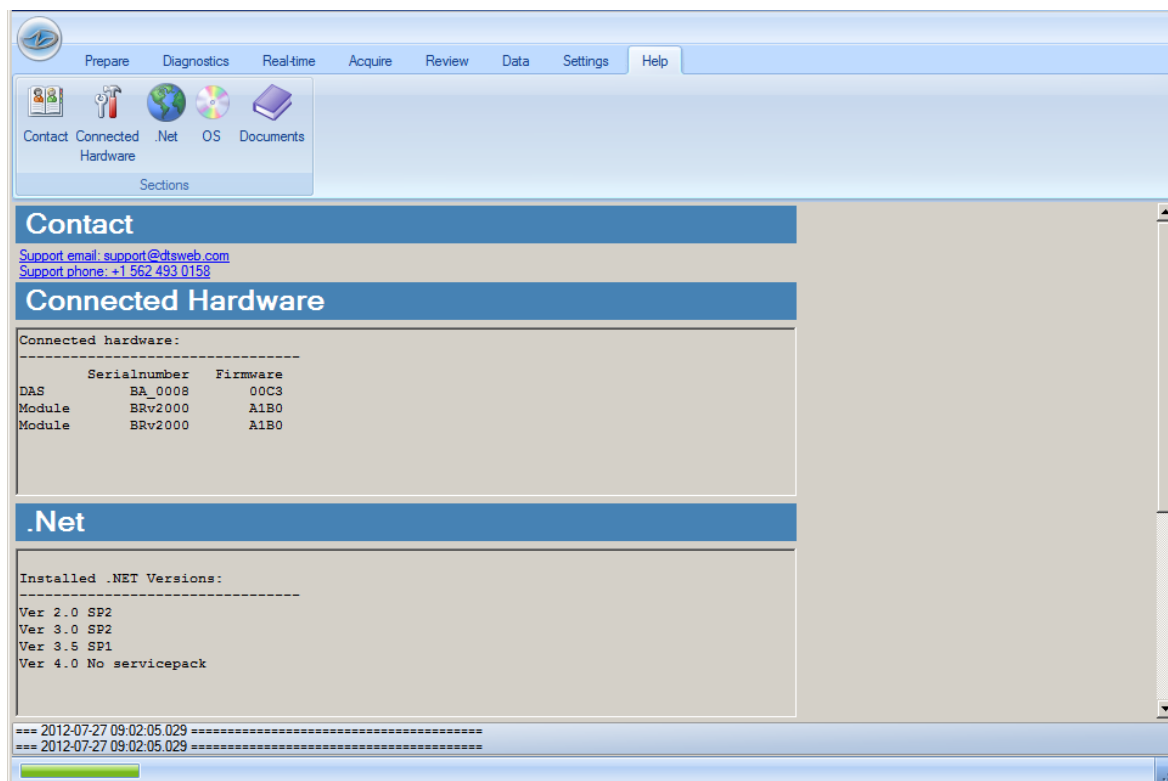 Prepare Diagnostics Real-time Acquire Review Data Settings Help
Contact Connected Hardware .Net OS Documents
Sections
Contact
Support email: support@dtsweb.com
Support phone: +1 562 493 0158
Connected Hardware
Connected hardware:
---------------------------------
Serialnumber Firmware
DAS BA_0008 00C3
Module BRv2000 A1B0
Module BRv2000 A1B0
.Net
Installed .NET Versions:
---------------------------------
Ver 2.0 SP2
Ver 3.0 SP2
Ver 3.5 SP1
Ver 4.0 No servicepack
=== 2012-07-27 09:02:05.029 ========================================
=== 2012-07-27 09:02:05.029 ========================================